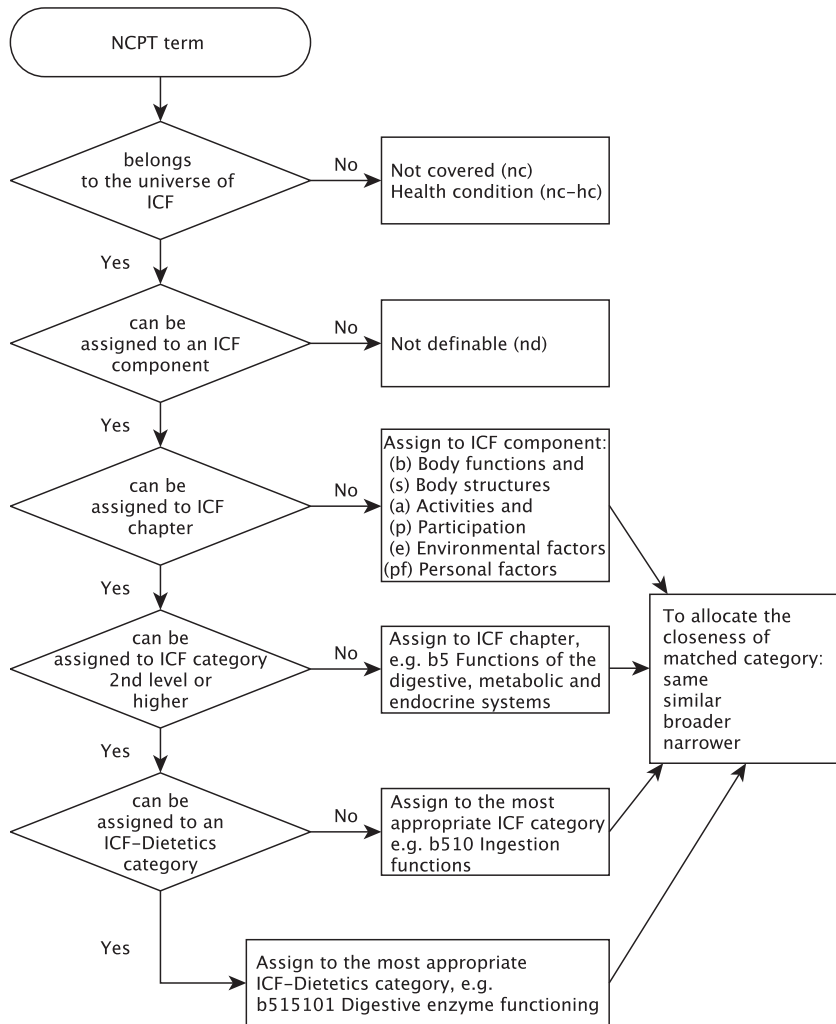 NCPT term
belongs
to the universe of
ICF
No
Not covered (nc)
Health condition (nc-hc)
Yes
can be
assigned to an ICF
component
No
Not definable (nd)
Yes
can be
assigned to ICF
chapter
No
Assign to ICF component:
(b) Body functions and
(s) Body structures
(a) Activities and
(p) Participation
(e) Environmental factors
(pf) Personal factors
Yes
can be
assigned to ICF category
2nd level or
higher
No
Assign to ICF chapter,
e.g. b5 Functions of the
digestive, metabolic and
endocrine systems
To allocate the
closeness of
matched category:
same
similar
broader
narrower
Yes
can be
assigned to an
ICF-Dietetics
category
No
Assign to the most
appropriate ICF category
e.g. b510 Ingestion
functions
Yes
Assign to the most appropriate
ICF-Dietetics category, e.g.
b515101 Digestive enzyme functioning